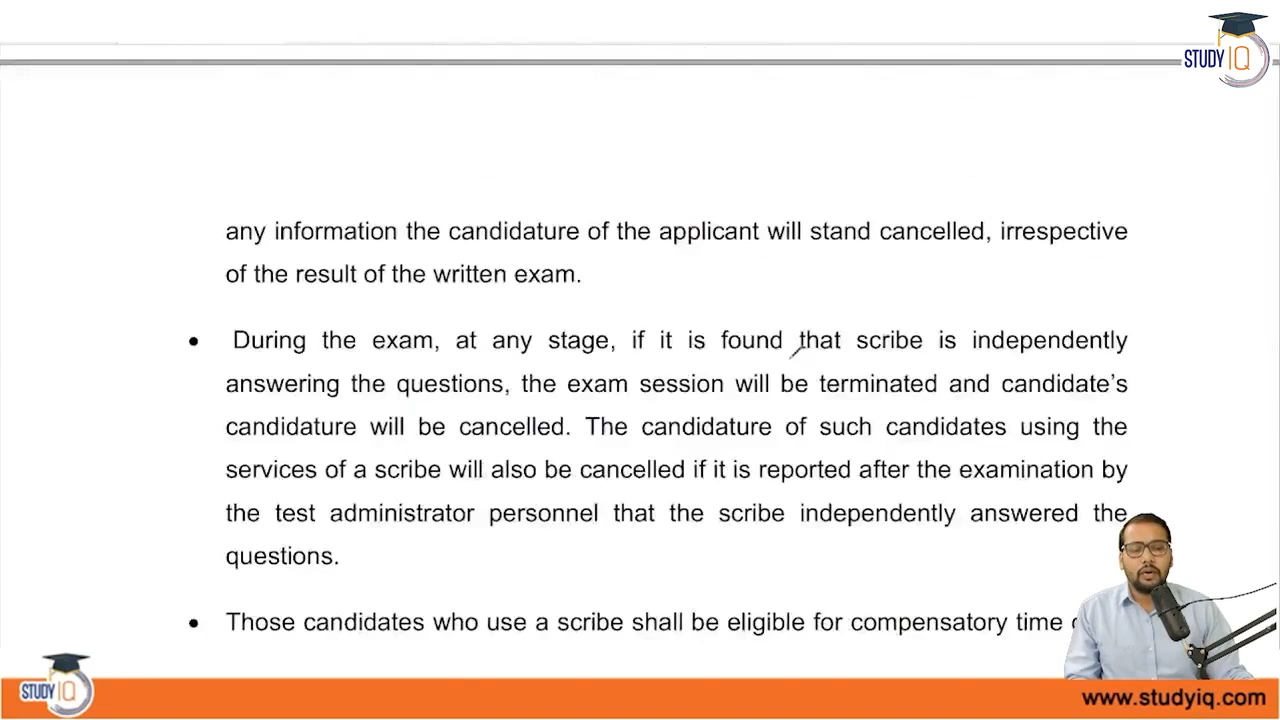 STUDY IQ
any information the candidature of the applicant will stand cancelled, irrespective
of the result of the written exam.
• During the exam, at any stage, if it is found that scribe is independently
answering the questions, the exam session will be terminated and candidate's
candidature will be cancelled. The candidature of such candidates using the
services of a scribe will also be cancelled if it is reported after the examination by
the test administrator personnel that the scribe independently answered the
questions.
• Those candidates who use a scribe shall be eligible for compensatory time
STUDY IQ
www.studyiq.com